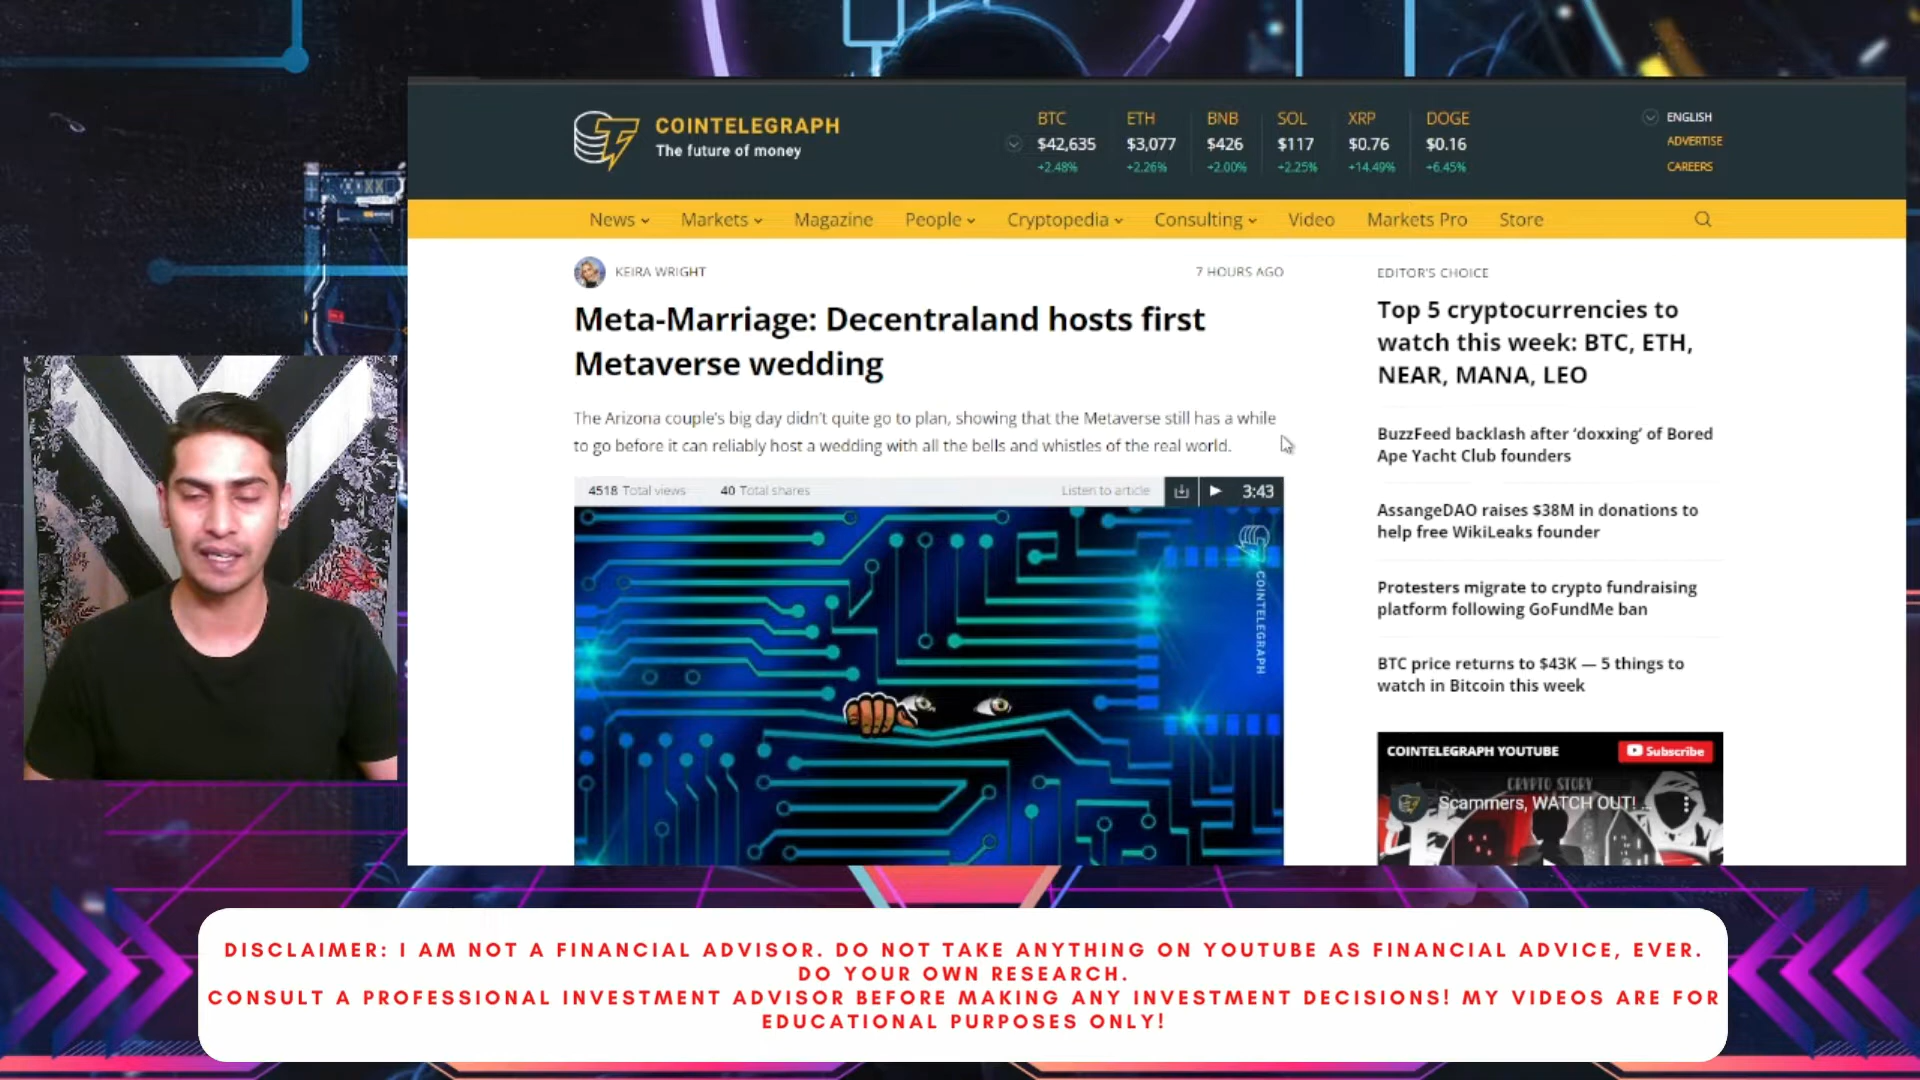 COINTELEGRAPH
The future of money
BTC ETH BNB SOL XRP DOGE
$42,635 $3,077 $426 $117 $0.76 $0.16
+2.48% +2.26% +2.00% +2.25% +14.49% +6.45%
ENGLISH
ADVERTISE
CAREERS
News Markets Magazine People Cryptopedia Consulting Video Markets Pro Store
KEIRA WRIGHT 7 HOURS AGO
Meta-Marriage: Decentraland hosts first
Metaverse wedding
The Arizona couple's big day didn't quite go to plan, showing that the Metaverse still has a while
to go before it can reliably host a wedding with all the bells and whistles of the real world.
4518 Total views 40 Total shares Listen to article 3:43
COINTELEGRAPH
EDITOR'S CHOICE
Top 5 cryptocurrencies to
watch this week: BTC, ETH,
NEAR, MANA, LEO
BuzzFeed backlash after ‘doxxing’ of Bored
Ape Yacht Club founders
AssangeDAO raises $38M in donations to
help free WikiLeaks founder
Protesters migrate to crypto fundraising
platform following GoFundMe ban
BTC price returns to $43K — 5 things to
watch in Bitcoin this week
COINTELEGRAPH YOUTUBE Subscribe
CRYPTO STORY
Scammers, WATCH OUT! ...
DISCLAIMER: I AM NOT A FINANCIAL ADVISOR. DO NOT TAKE ANYTHING ON YOUTUBE AS FINANCIAL ADVICE, EVER.
DO YOUR OWN RESEARCH.
CONSULT A PROFESSIONAL INVESTMENT ADVISOR BEFORE MAKING ANY INVESTMENT DECISIONS! MY VIDEOS ARE FOR
EDUCATIONAL PURPOSES ONLY!